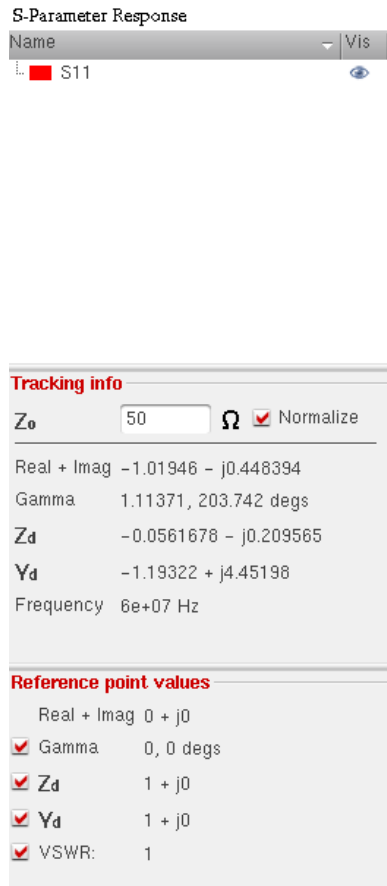 S-Parameter Response
Name Vis
S11
Tracking info
Zo 50 Ω Normalize
Real + Imag -1.01946 - j0.448394
Gamma 1.11371, 203.742 degs
Zd -0.0561678 - j0.209565
Yd -1.19322 + j4.45198
Frequency 6e+07 Hz
Reference point values
Real + Imag 0 + j0
Gamma 0, 0 degs
Zd 1 + j0
Yd 1 + j0
VSWR: 1